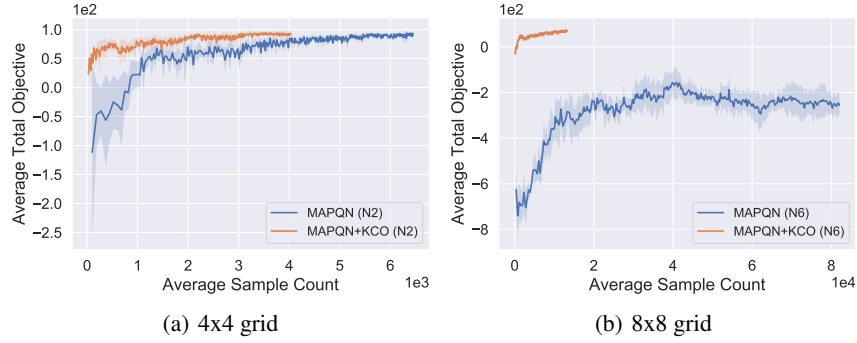 1e2
1.0
0.5
0.0
−0.5
−1.0
−1.5
−2.0
−2.5
Average Total Objective
MAPQN (N2)
MAPQN+KCO (N2)
0 1 2 3 4 5 6
Average Sample Count 1e3
(a) 4x4 grid
1e2
0
−2
−4
−6
−8
Average Total Objective
MAPQN (N6)
MAPQN+KCO (N6)
0 2 4 6 8
Average Sample Count 1e4
(b) 8x8 grid